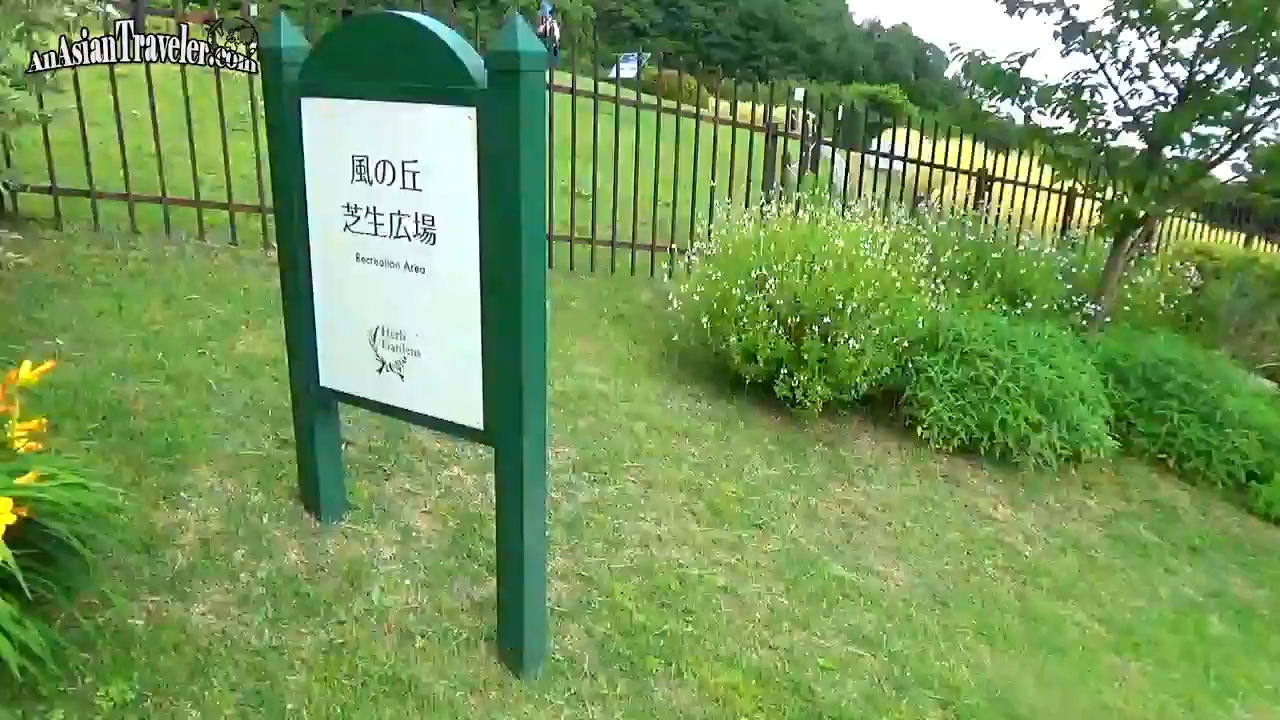 AnAsianTraveler.com
風の丘
芝生広場
Recreation Area
Herb
Gardens